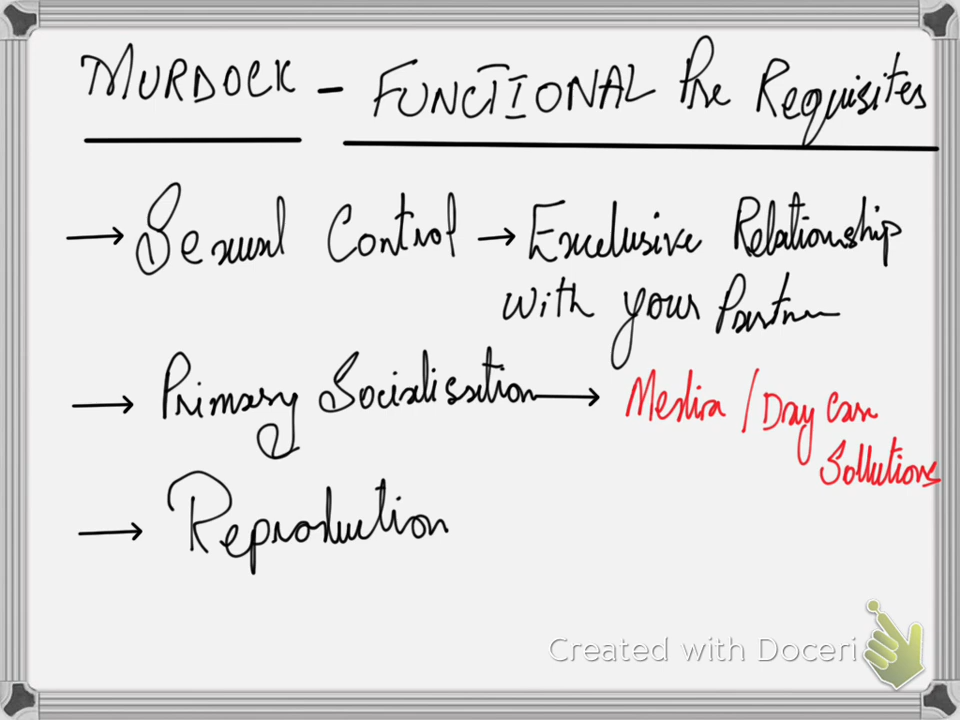 MURDOCK - FUNCTIONAL Pre Requisites
→ Sexual Control → Exclusive Relationship
with your Partner
→ Primary Socialisation → Media / Day Care
Sollutions
→ Reproduction
Created with Doceri